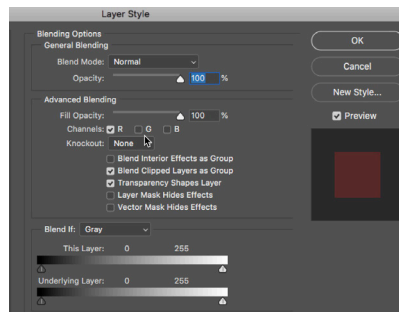 Layer Style
Blending Options
General Blending
Blend Mode: Normal
Opacity: 100 %
Advanced Blending
Fill Opacity: 100 %
Channels: R G B
Knockout: None
Blend Interior Effects as Group
Blend Clipped Layers as Group
Transparency Shapes Layer
Layer Mask Hides Effects
Vector Mask Hides Effects
Blend If: Gray
This Layer: 0 255
Underlying Layer: 0 255
OK
Cancel
New Style...
Preview